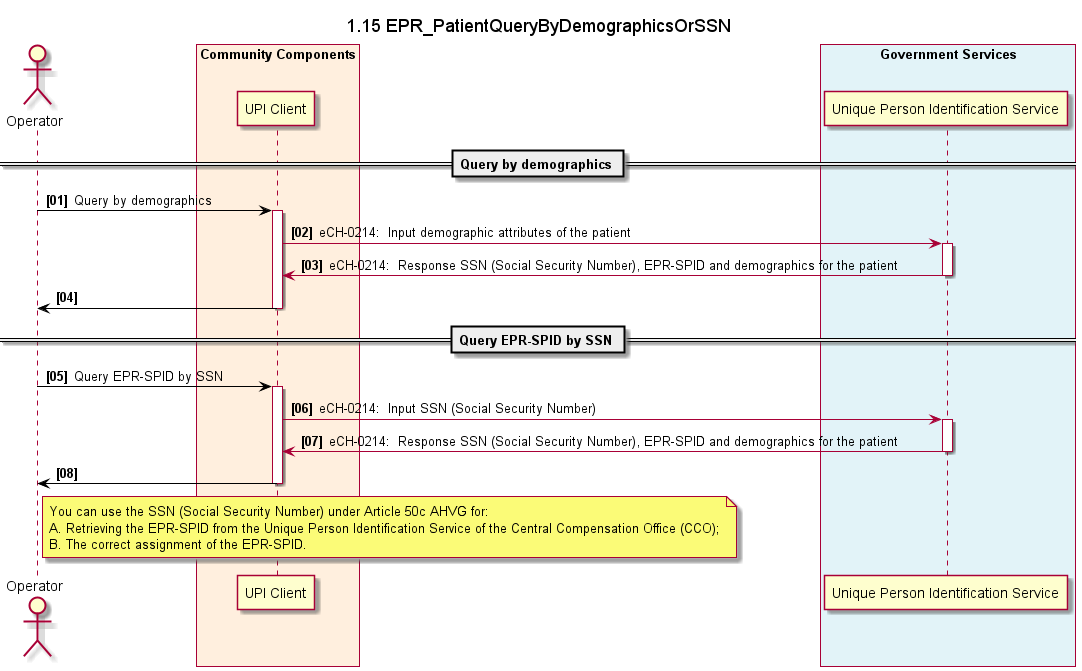 1.15 EPR_PatientQueryByDemographicsOrSSN
Community Components
Government Services
Operator
UPI Client
Unique Person Identification Service
Query by demographics
[01] Query by demographics
[02] eCH-0214: Input demographic attributes of the patient
[03] eCH-0214: Response SSN (Social Security Number), EPR-SPID and demographics for the patient
[04]
Query EPR-SPID by SSN
[05] Query EPR-SPID by SSN
[06] eCH-0214: Input SSN (Social Security Number)
[07] eCH-0214: Response SSN (Social Security Number), EPR-SPID and demographics for the patient
[08]
You can use the SSN (Social Security Number) under Article 50c AHVG for:
A. Retrieving the EPR-SPID from the Unique Person Identification Service of the Central Compensation Office (CCO);
B. The correct assignment of the EPR-SPID.
Operator
UPI Client
Unique Person Identification Service